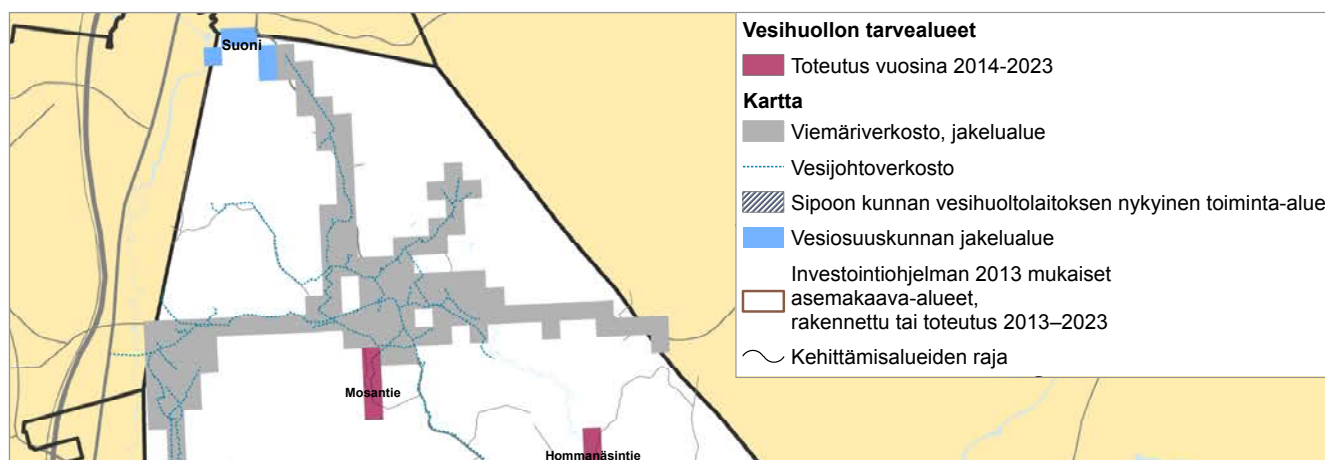 Suoni
Mosantie
Hommanäsintie
Vesihuollon tarvealueet
Toteutus vuosina 2014-2023
Kartta
Viemäriverkosto, jakelualue
Vesijohtoverkosto
Sipoon kunnan vesihuoltolaitoksen nykyinen toiminta-alue
Vesiosuuskunnan jakelualue
Investointiohjelman 2013 mukaiset
asemakaava-alueet,
rakennettu tai toteutus 2013–2023
Kehittämisalueiden raja